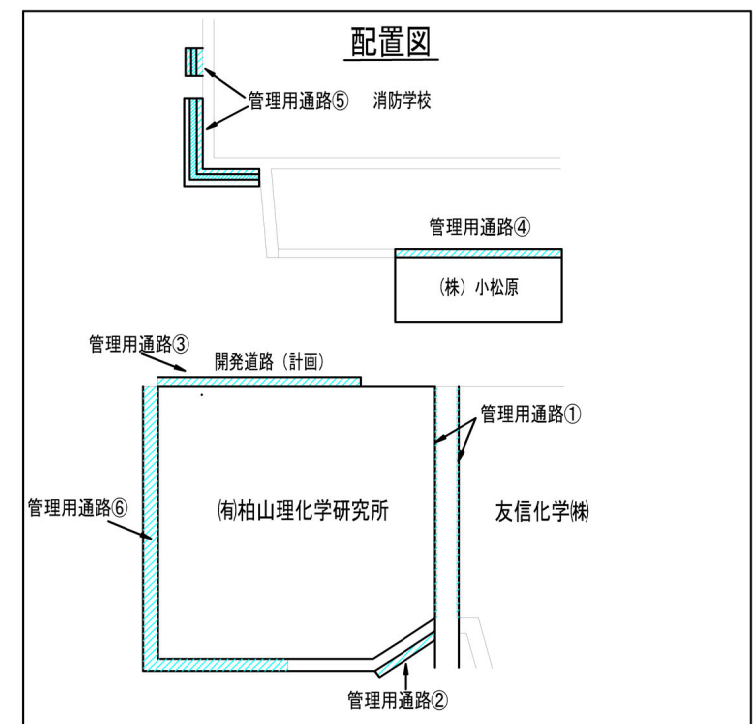 配置図
管理用通路⑤
消防学校
管理用通路④
(株) 小松原
管理用通路③
開発道路（計画）
管理用通路①
㈲柏山理化学研究所
友信化学㈱
管理用通路⑥
管理用通路②